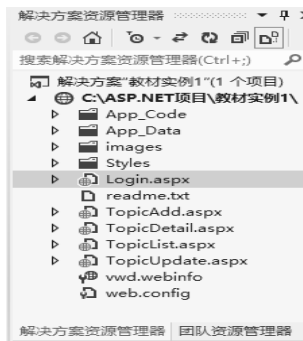 解决方案资源管理器
搜索解决方案资源管理器(Ctrl+;)
解决方案"教材实例1"(1 个项目)
C:\ASP.NET项目\教材实例1\
App_Code
App_Data
images
Styles
Login.aspx
readme.txt
TopicAdd.aspx
TopicDetail.aspx
TopicList.aspx
TopicUpdate.aspx
vwd.webinfo
web.config
解决方案资源管理器 团队资源管理器